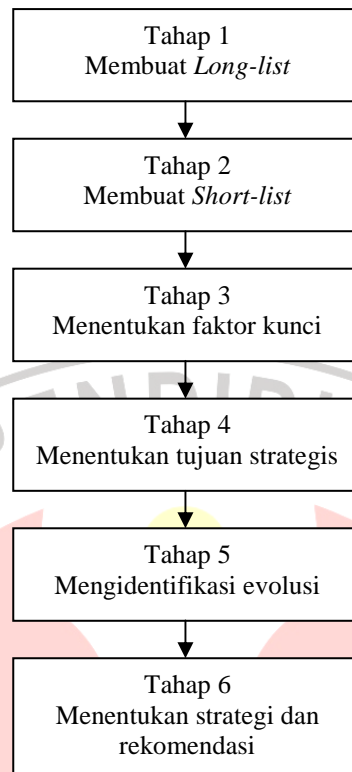 Tahap 1
Membuat Long-list
Tahap 2
Membuat Short-list
Tahap 3
Menentukan faktor kunci
Tahap 4
Menentukan tujuan strategis
Tahap 5
Mengidentifikasi evolusi
Tahap 6
Menentukan strategi dan
rekomendasi